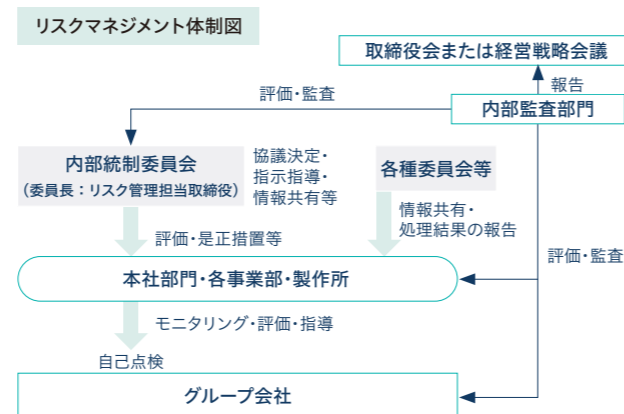 リスクマネジメント体制図
取締役会または経営戦略会議
報告
評価・監査
内部監査部門
内部統制委員会
（委員長：リスク管理担当取締役）
協議決定・
指示指導・
情報共有等
各種委員会等
情報共有・
処理結果の報告
評価・是正措置等
評価・監査
本社部門・各事業部・製作所
モニタリング・評価・指導
自己点検
グループ会社